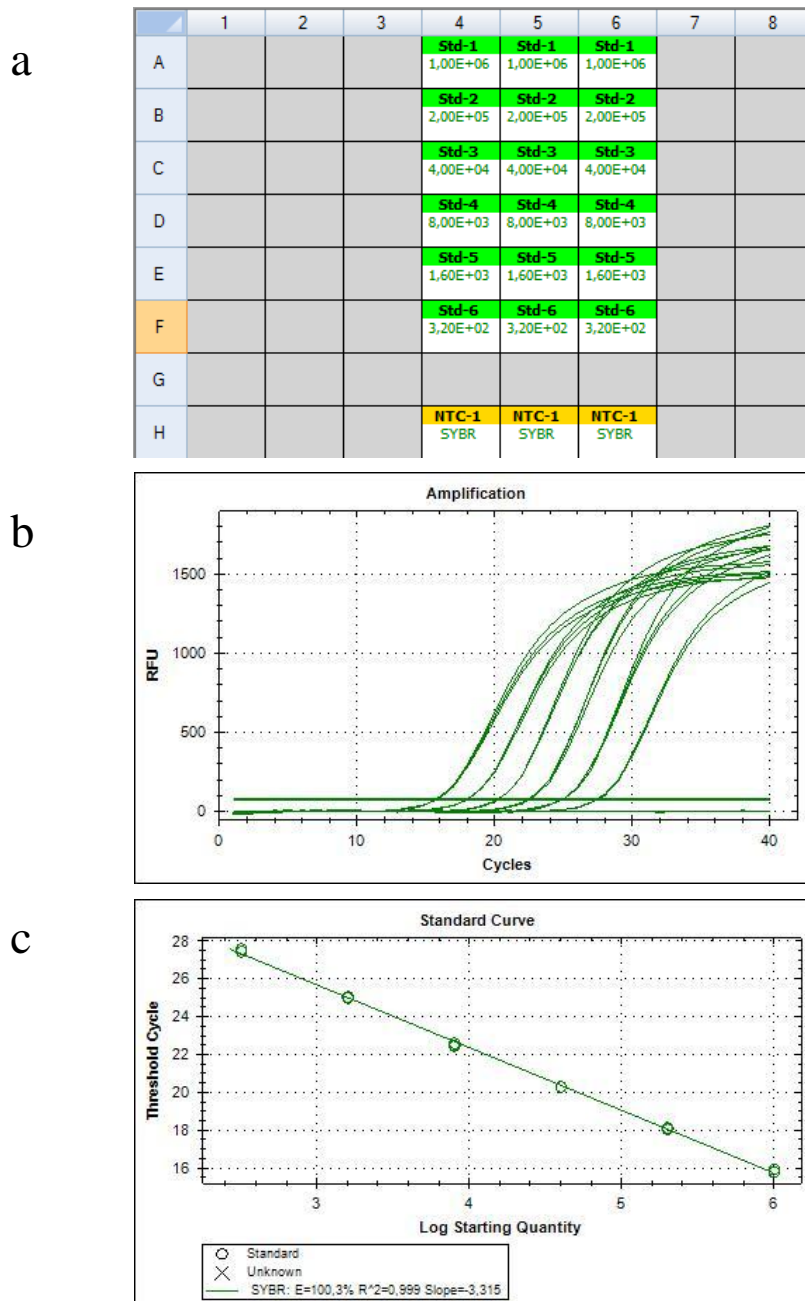 a
1 2 3 4 5 6 7 8
A Std-1 Std-1 Std-1
1,00E+06 1,00E+06 1,00E+06
B Std-2 Std-2 Std-2
2,00E+05 2,00E+05 2,00E+05
C Std-3 Std-3 Std-3
4,00E+04 4,00E+04 4,00E+04
D Std-4 Std-4 Std-4
8,00E+03 8,00E+03 8,00E+03
E Std-5 Std-5 Std-5
1,60E+03 1,60E+03 1,60E+03
F Std-6 Std-6 Std-6
3,20E+02 3,20E+02 3,20E+02
G
H NTC-1 NTC-1 NTC-1
SYBR SYBR SYBR
b
Amplification
RFU
1500
1000
500
0
0 10 20 30 40
Cycles
c
Standard Curve
Threshold Cycle
28
26
24
22
20
18
16
3 4 5 6
Log Starting Quantity
Standard
Unknown
SYBR: E=100,3% R^2=0,999 Slope=-3,315